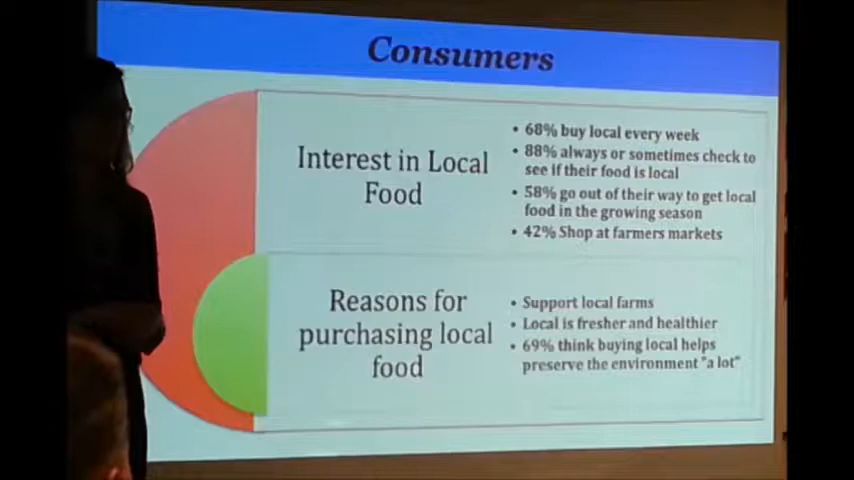 Consumers
Interest in Local
Food
• 68% buy local every week
• 88% always or sometimes check to
see if their food is local
• 58% go out of their way to get local
food in the growing season
• 42% Shop at farmers markets
Reasons for
purchasing local
food
• Support local farms
• Local is fresher and healthier
• 69% think buying local helps
preserve the environment "a lot"